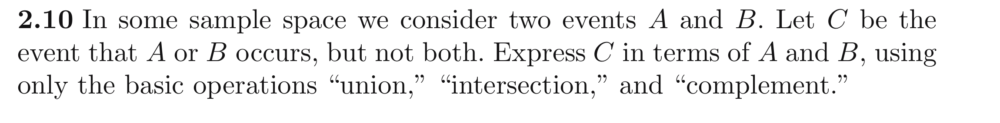 2.10 In some sample space we consider two events A and B. Let C be the
event that A or B occurs, but not both. Express C in terms of A and B, using
only the basic operations “union,” “intersection,” and “complement.”